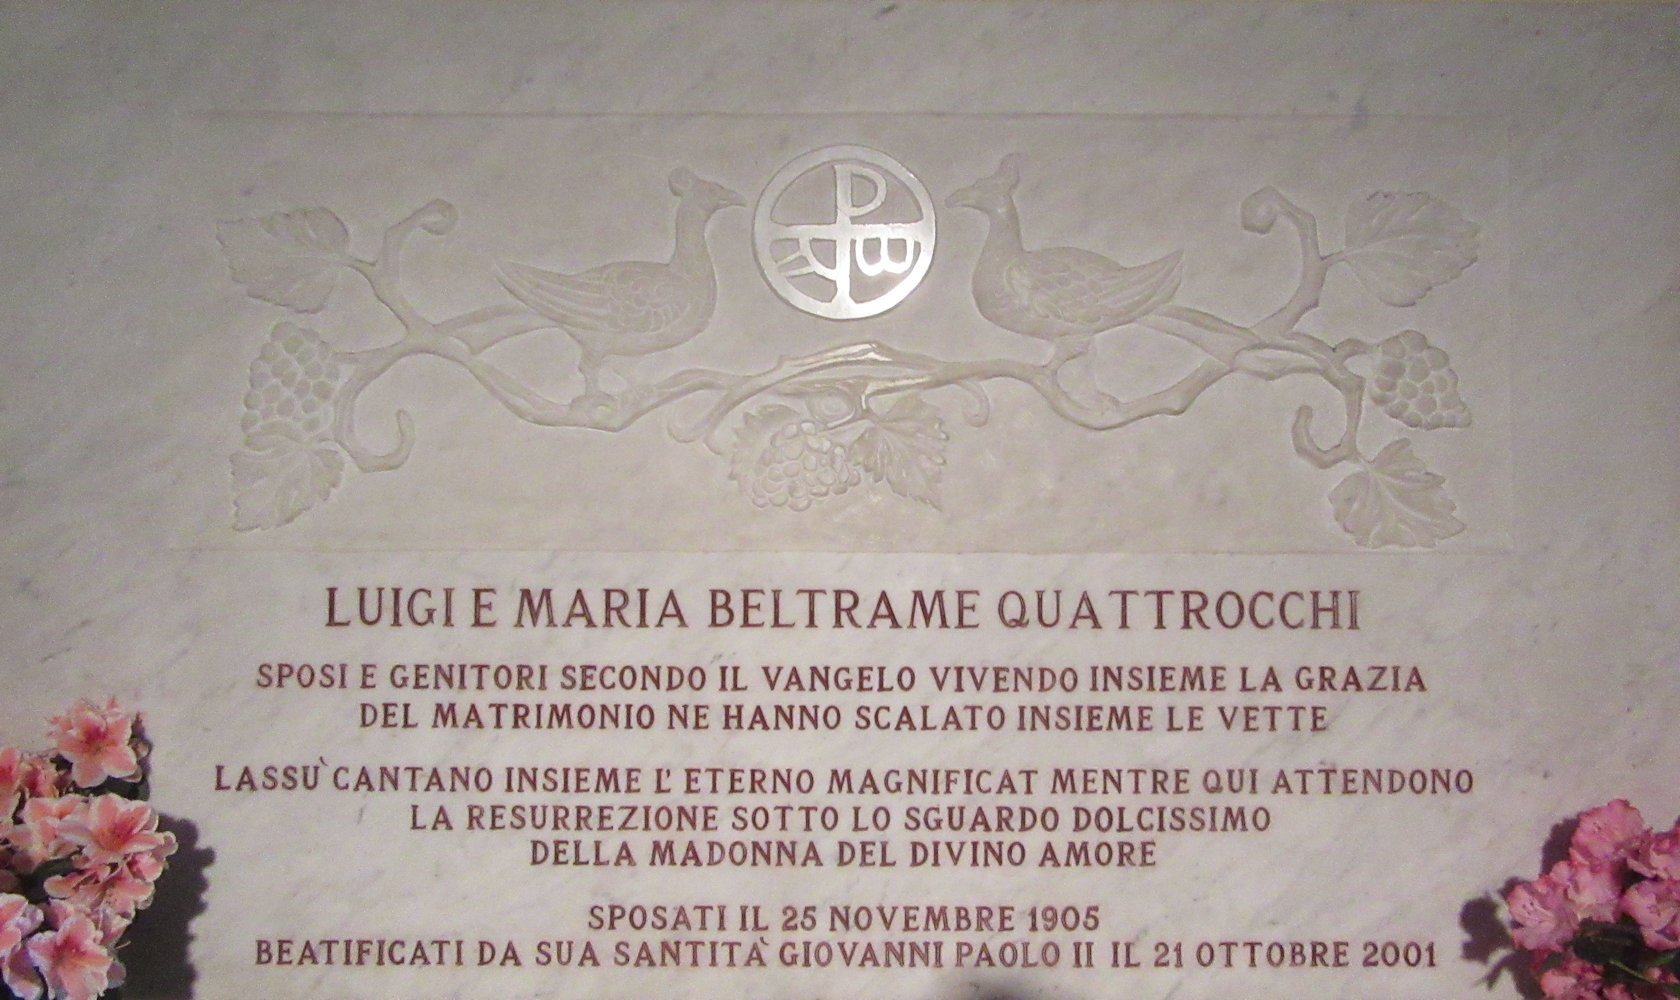 LUIGI E MARIA BELTRAME QUATTROCCHI
SPOSI E GENITORI SECONDO IL VANGELO VIVENDO INSIEME LA GRAZIA
DEL MATRIMONIO NE HANNO SCALATO INSIEME LE VETTE
LASSU` CANTANO INSIEME L'ETERNO MAGNIFICAT MENTRE QUI ATTENDONO
LA RESURREZIONE SOTTO LO SGUARDO DOLCISSIMO
DELLA MADONNA DEL DIVINO AMORE
SPOSATI IL 25 NOVEMBRE 1905
BEATIFICATI DA SUA SANTITA` GIOVANNI PAOLO II IL 21 OTTOBRE 2001